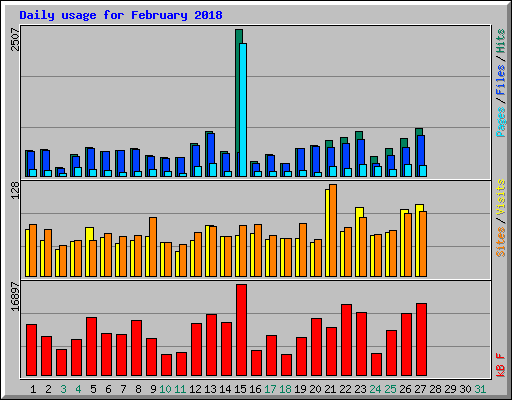 Daily usage for February 2018
2507
Pages / Files / Hits
128
Sites / Visits
16897
kB F
1 2 3 4 5 6 7 8 9 10 11 12 13 14 15 16 17 18 19 20 21 22 23 24 25 26 27 28 29 30 31